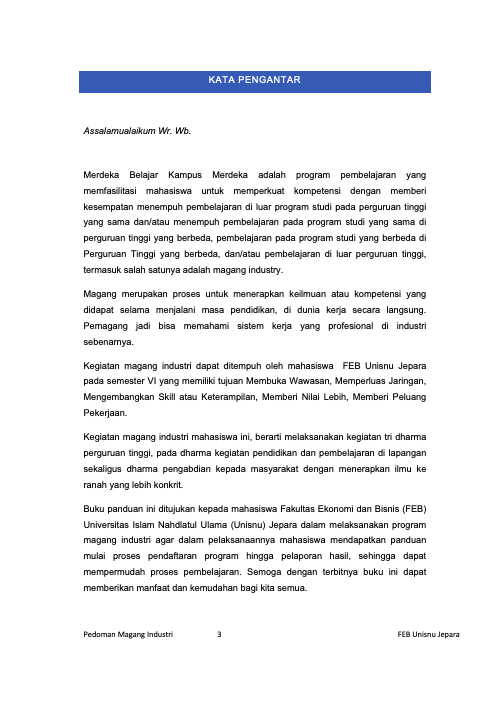 KATA PENGANTAR
Assalamualaikum Wr. Wb.
Merdeka Belajar Kampus Merdeka adalah program pembelajaran yang
memfasilitasi mahasiswa untuk memperkuat kompetensi dengan memberi
kesempatan menempuh pembelajaran di luar program studi pada perguruan tinggi
yang sama dan/atau menempuh pembelajaran pada program studi yang sama di
perguruan tinggi yang berbeda, pembelajaran pada program studi yang berbeda di
Perguruan Tinggi yang berbeda, dan/atau pembelajaran di luar perguruan tinggi,
termasuk salah satunya adalah magang industry.
Magang merupakan proses untuk menerapkan keilmuan atau kompetensi yang
didapat selama menjalani masa pendidikan, di dunia kerja secara langsung.
Pemagang jadi bisa memahami sistem kerja yang profesional di industri
sebenarnya.
Kegiatan magang industri dapat ditempuh oleh mahasiswa FEB Unisnu Jepara
pada semester VI yang memiliki tujuan Membuka Wawasan, Memperluas Jaringan,
Mengembangkan Skill atau Keterampilan, Memberi Nilai Lebih, Memberi Peluang
Pekerjaan.
Kegiatan magang industri mahasiswa ini, berarti melaksanakan kegiatan tri dharma
perguruan tinggi, pada dharma kegiatan pendidikan dan pembelajaran di lapangan
sekaligus dharma pengabdian kepada masyarakat dengan menerapkan ilmu ke
ranah yang lebih konkrit.
Buku panduan ini ditujukan kepada mahasiswa Fakultas Ekonomi dan Bisnis (FEB)
Universitas Islam Nahdlatul Ulama (Unisnu) Jepara dalam melaksanakan program
magang industri agar dalam pelaksanaannya mahasiswa mendapatkan panduan
mulai proses pendaftaran program hingga pelaporan hasil, sehingga dapat
mempermudah proses pembelajaran. Semoga dengan terbitnya buku ini dapat
memberikan manfaat dan kemudahan bagi kita semua.
Pedoman Magang Industri 3 FEB Unisnu Jepara